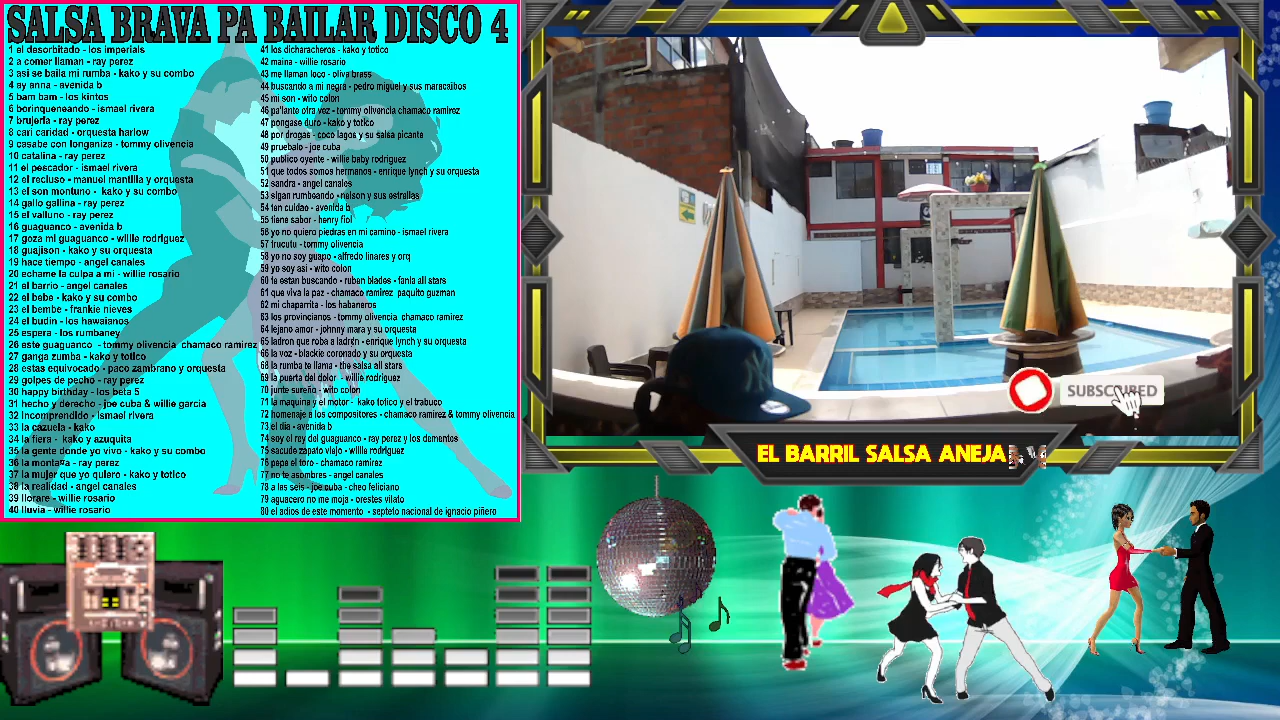 SALSA BRAVA PA BAILAR DISCO 4
1 el desorbitado - los imperials
2 a comer llaman - ray perez
3 asi se baila mi rumba - kako y su combo
4 ay anna - avenida b
5 bam bam - los kintos
6 borinqueneando - ismael rivera
7 brujeria - ray perez
8 cari caridad - orquesta harlow
9 casabe con longaniza - tommy olivencia
10 catalina - ray perez
11 el pescador - ismael rivera
12 el recluso - manuel mantilla y orquesta
13 el son montuno - kako y su combo
14 gallo gallina - ray perez
15 el valluno - ray perez
16 guaguanco - avenida b
17 goza mi guaguanco - willie rodriguez
18 guajison - kako y su orquesta
19 hace tiempo - angel canales
20 echame la culpa a mi - willie rosario
21 el barrio - angel canales
22 el bebe - kako y su combo
23 el bembe - frankie nieves
24 el budin - los hawaianos
25 espera - los rumbaney
26 este guaguanco - tommy olivencia chamaco ramirez
27 ganga zumba - kako y totico
28 estas equivocado - paco zambrano y orquesta
29 golpes de pecho - ray perez
30 happy birthday - los beta 5
31 hecho y derecho - joe cuba & willie garcia
32 incomprendido - ismael rivera
33 la cazuela - kako
34 la fiera - kako y azuquita
35 la gente donde yo vivo - kako y su combo
36 la montaña - ray perez
37 la mujer que yo quiero - kako y totico
38 la realidad - angel canales
39 llorare - willie rosario
40 lluvia - willie rosario
41 los dicharacheros - kako y totico
42 maina - willie rosario
43 me llaman loco - oliva brass
44 buscando a mi negra - pedro miguel y sus maracaibos
45 mi son - wito colon
46 pa'lante otra vez - tommy olivencia chamaco ramirez
47 pongase duro - kako y totico
48 por drogas - coco lagos y su salsa picante
49 pruebalo - joe cuba
50 publico oyente - willie baby rodriguez
51 que todos somos hermanos - enrique lynch y su orquesta
52 sandra - angel canales
53 sigan rumbeando - nelson y sus estrellas
54 ten cuidao - avenida b
55 tiene sabor - henry fiol
56 yo no quiero piedras en mi camino - ismael rivera
57 trucutu - tommy olivencia
58 yo no soy guapo - alfredo linares y orq
59 yo soy asi - wito colon
60 te estan buscando - ruben blades - fania all stars
61 que viva la paz - chamaco ramirez paquito guzman
62 mi chaparrita - los habaneros
63 los provincianos - tommy olivencia chamaco ramirez
64 lejano amor - johnny mara y su orquesta
65 ladron que roba a ladron - enrique lynch y su orquesta
66 la voz - blackie coronado y su orquesta
68 la rumba te llama - the salsa all stars
69 la puerta del dolor - willie rodriguez
70 junte sureño - wito colon
71 la maquina y el motor - kako totico y el trabuco
72 homenaje a los compositores - chamaco ramirez & tommy olivencia
73 el dia - avenida b
74 soy el rey del guaguanco - ray perez y los dementos
75 sacude zapato viejo - willie rodriguez
76 pepe el toro - chamaco ramirez
77 no te asombres - angel canales
78 a las seis - joe cuba - cheo feliciano
79 aguacero no me moja - orestes vilato
80 el adios de este momento - septeto nacional de ignacio piñero
SUBSCRIBED
EL BARRIL SALSA ANEJA